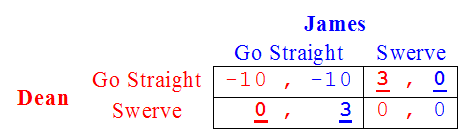 James
Go Straight Swerve
Go Straight -10 , -10 3 , 0
Dean
Swerve 0 , 3 0 , 0